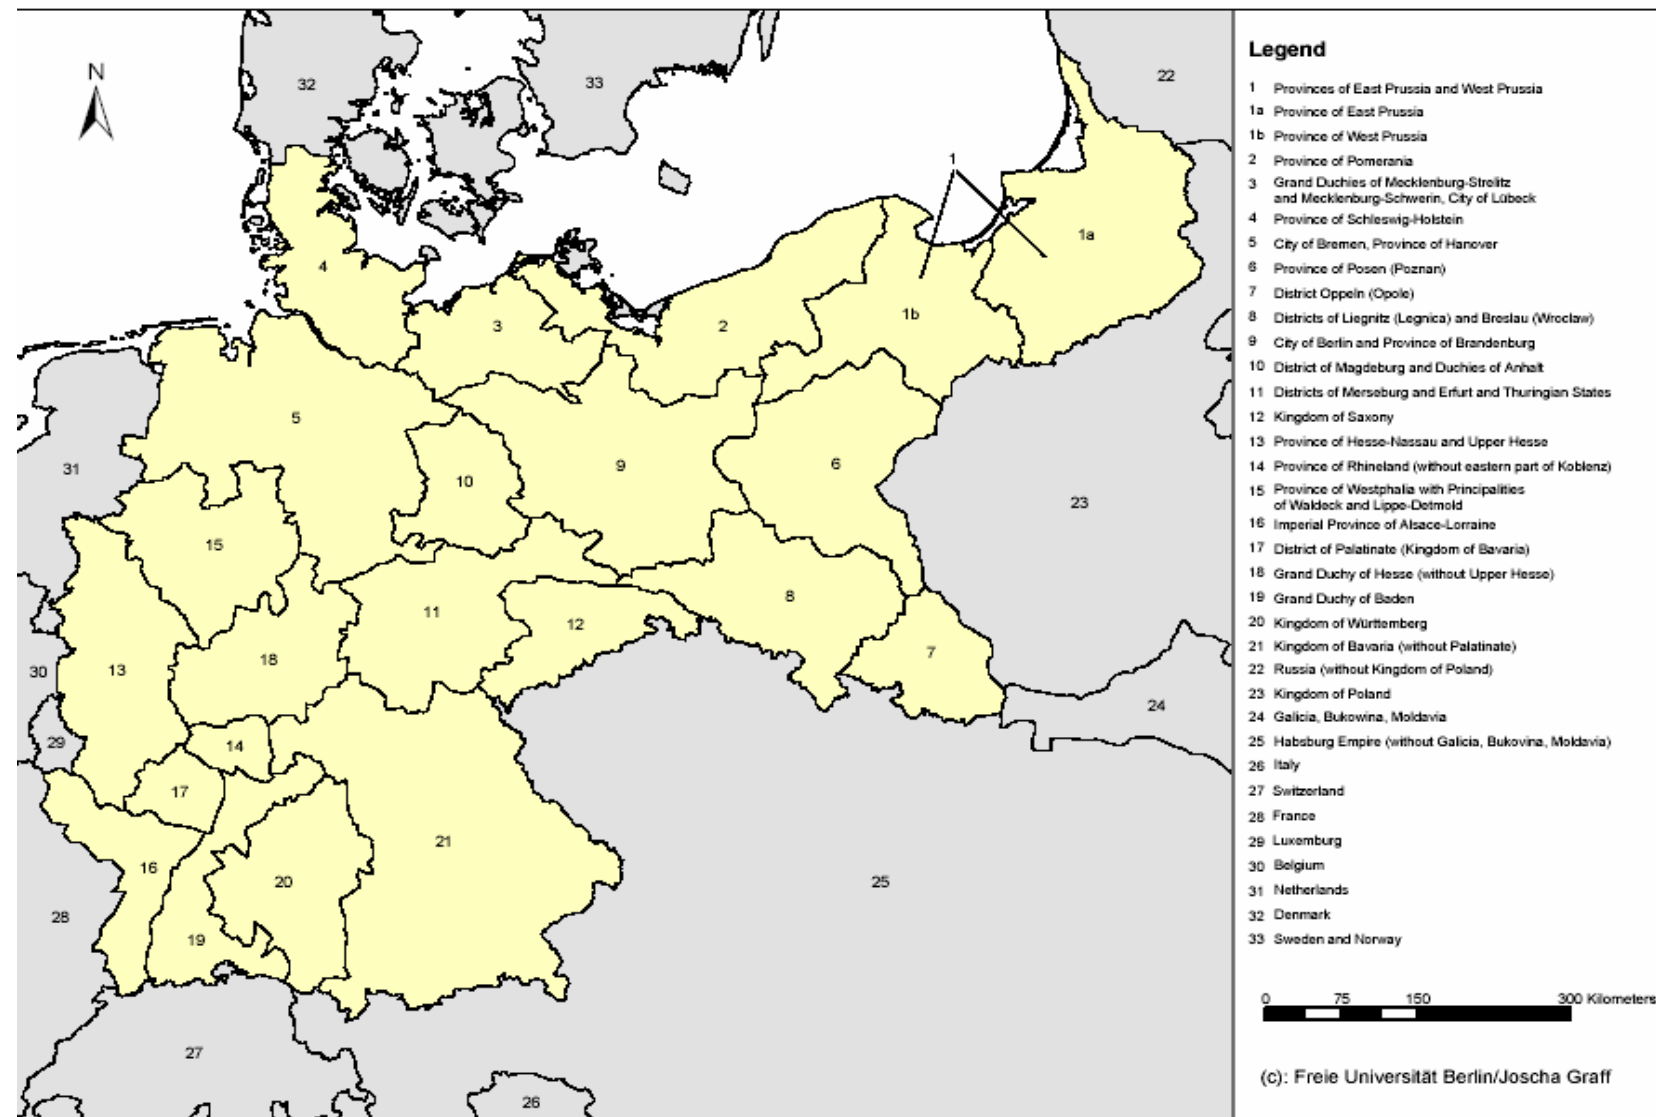 N
32
33
22
1
1a
4
3
2
1b
5
31
10
9
6
23
15
8
11
12
7
18
13
30
24
29
14
17
21
16
20
25
28
19
27
26
Legend
1 Provinces of East Prussia and West Prussia
1a Province of East Prussia
1b Province of West Prussia
2 Province of Pomerania
3 Grand Duchies of Mecklenburg-Strelitz
and Mecklenburg-Schwerin, City of Lübeck
4 Province of Schleswig-Holstein
5 City of Bremen, Province of Hanover
6 Province of Posen (Poznan)
7 District Oppeln (Opole)
8 Districts of Liegnitz (Legnica) and Breslau (Wrocław)
9 City of Berlin and Province of Brandenburg
10 District of Magdeburg and Duchies of Anhalt
11 Districts of Merseburg and Erfurt and Thuringian States
12 Kingdom of Saxony
13 Province of Hesse-Nassau and Upper Hesse
14 Province of Rhineland (without eastern part of Koblenz)
15 Province of Westphalia with Principalities
of Waldeck and Lippe-Detmold
16 Imperial Province of Alsace-Lorraine
17 District of Palatinate (Kingdom of Bavaria)
18 Grand Duchy of Hesse (without Upper Hesse)
19 Grand Duchy of Baden
20 Kingdom of Württemberg
21 Kingdom of Bavaria (without Palatinate)
22 Russia (without Kingdom of Poland)
23 Kingdom of Poland
24 Galicia, Bukowina, Moldavia
25 Habsburg Empire (without Galicia, Bukovina, Moldavia)
26 Italy
27 Switzerland
28 France
29 Luxemburg
30 Belgium
31 Netherlands
32 Denmark
33 Sweden and Norway
0 75 150 300 Kilometers
(c): Freie Universität Berlin/Joscha Graff